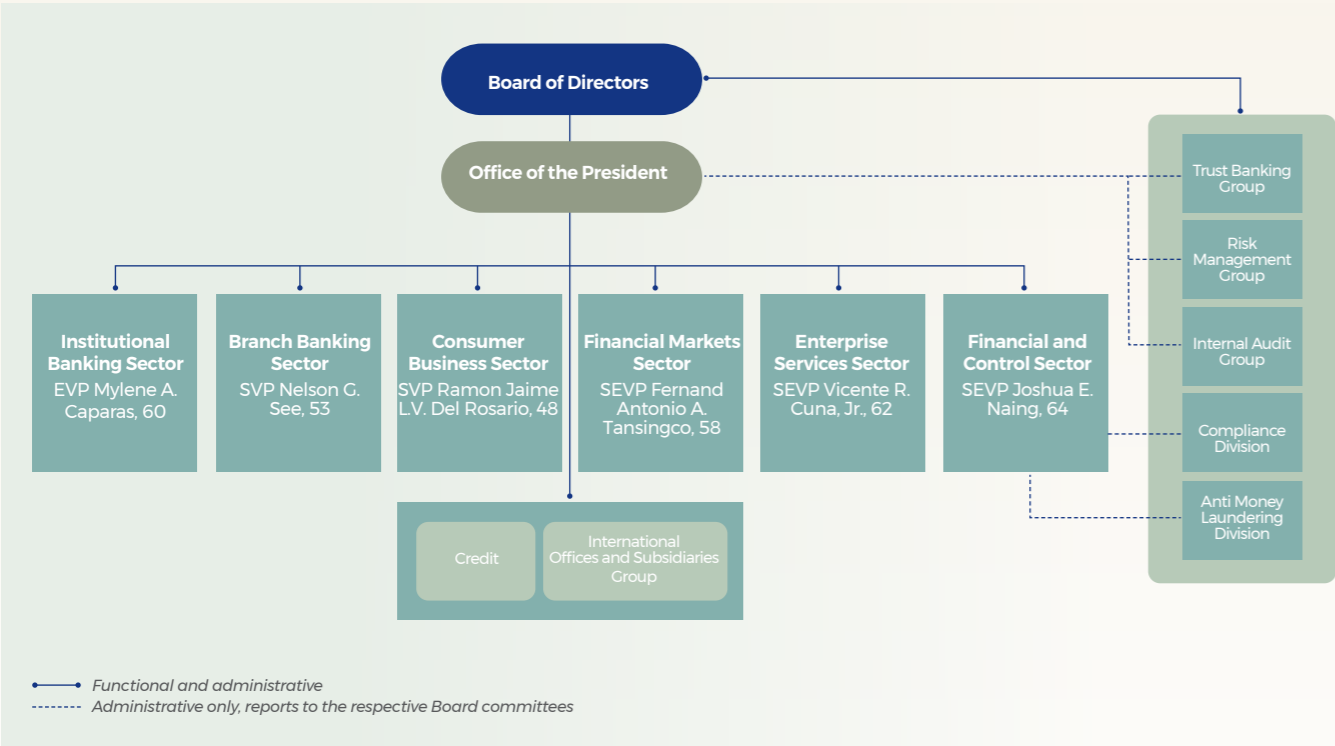 Board of Directors
Office of the President
Trust Banking
Group
Risk
Management
Group
Internal Audit
Group
Compliance
Division
Anti Money
Laundering
Division
Institutional
Banking Sector
EVP Mylene A.
Caparas, 60
Branch Banking
Sector
SVP Nelson G.
See, 53
Consumer
Business Sector
SVP Ramon Jaime
L.V. Del Rosario, 48
Financial Markets
Sector
SEVP Fernand
Antonio A.
Tansingco, 58
Enterprise
Services Sector
SEVP Vicente R.
Cuna, Jr., 62
Financial and
Control Sector
SEVP Joshua E.
Naing, 64
Credit
International
Offices and Subsidiaries
Group
Functional and administrative
Administrative only, reports to the respective Board committees